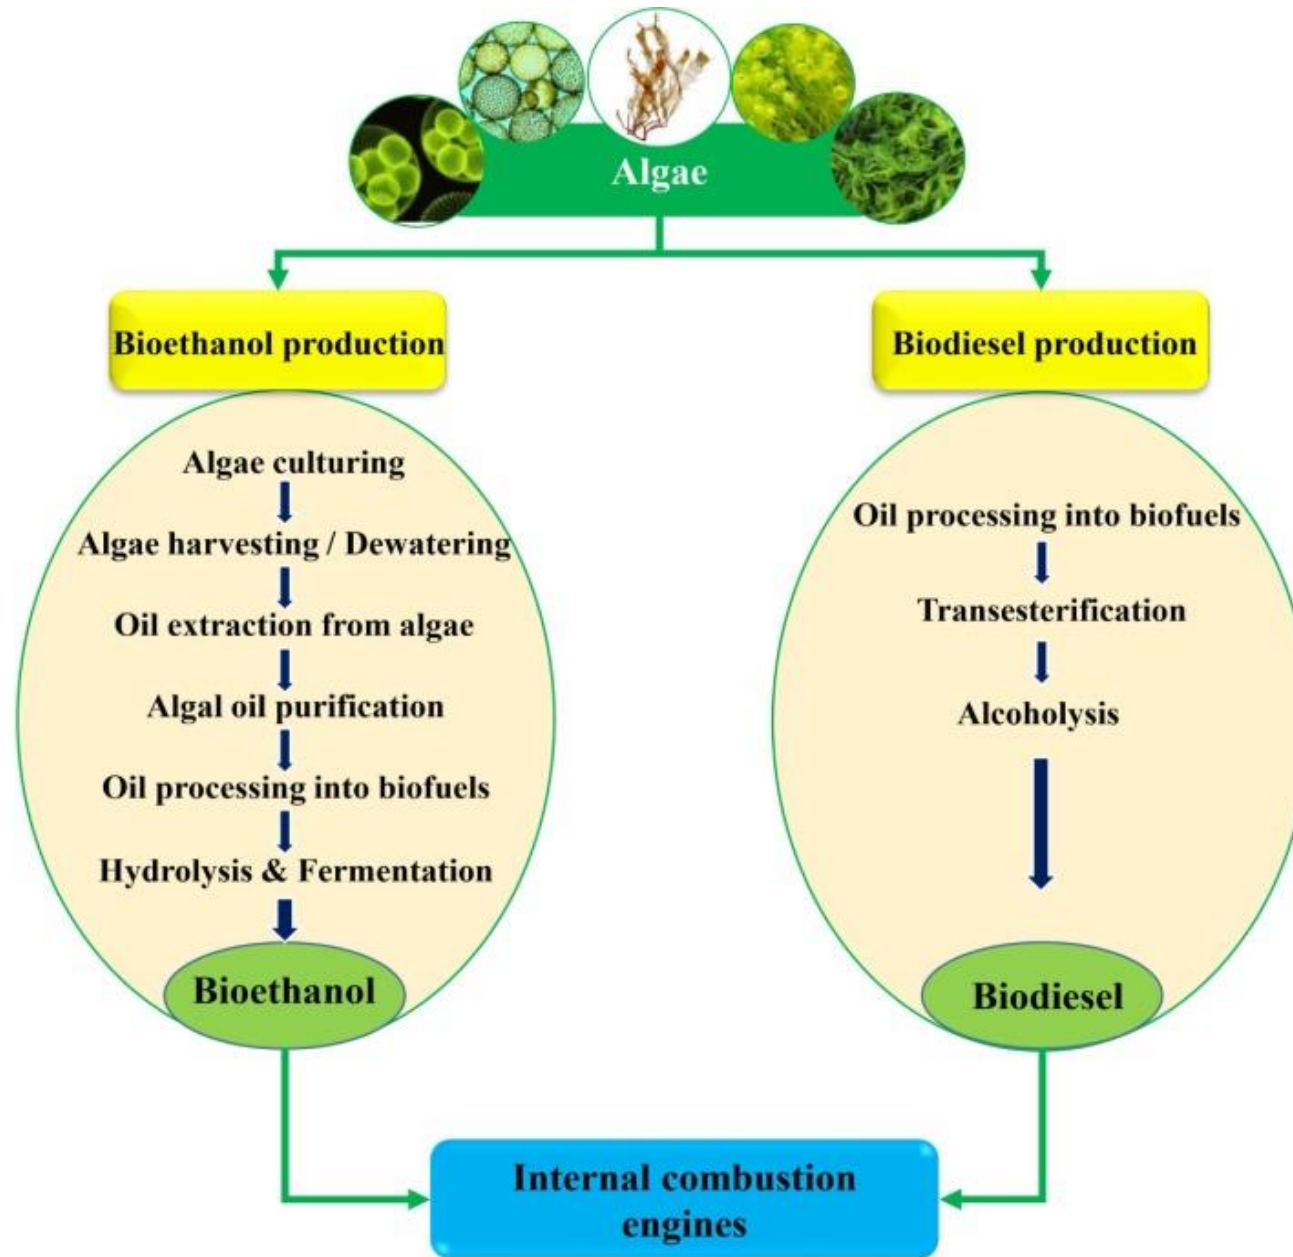 Algae
Bioethanol production
Algae culturing
Algae harvesting / Dewatering
Oil extraction from algae
Algal oil purification
Oil processing into biofuels
Hydrolysis & Fermentation
Bioethanol
Biodiesel production
Oil processing into biofuels
Transesterification
Alcoholysis
Biodiesel
Internal combustion
engines